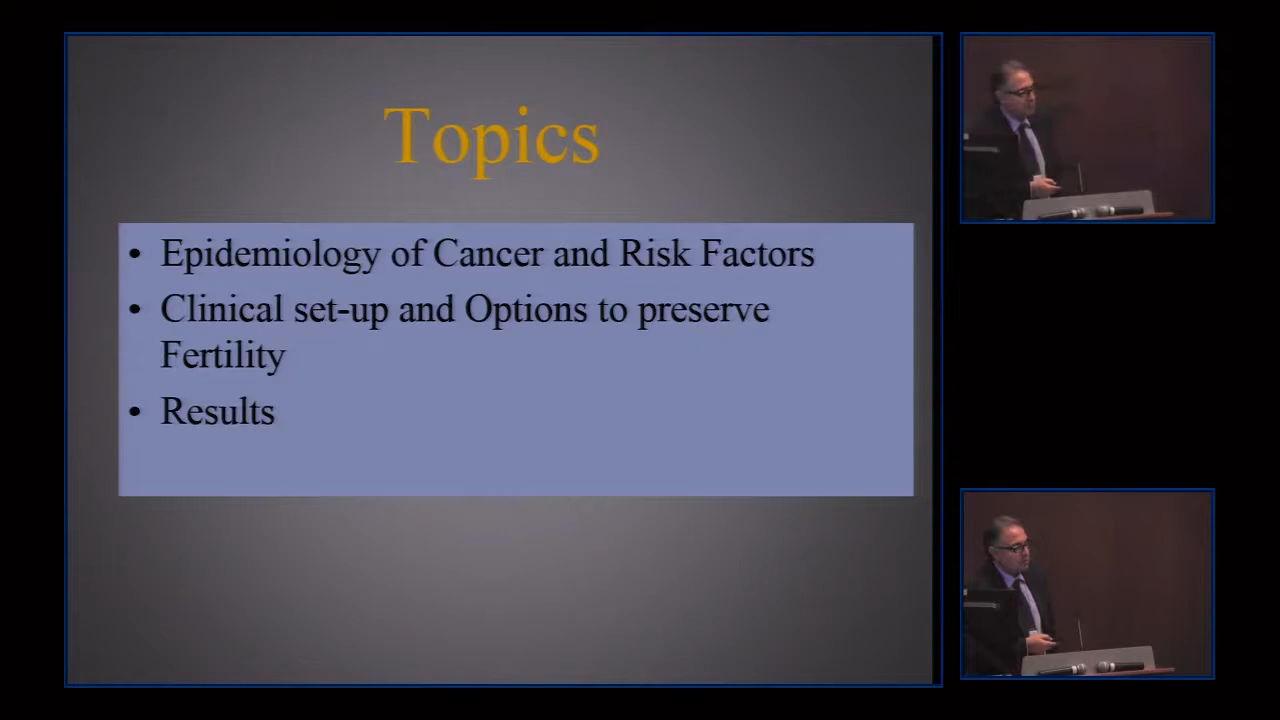 Topics
• Epidemiology of Cancer and Risk Factors
• Clinical set-up and Options to preserve
Fertility
• Results